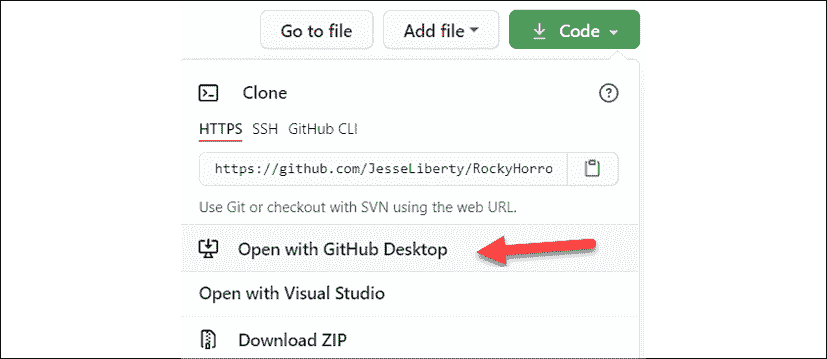 Go to file Add file Code
Clone
HTTPS SSH GitHub CLI
https://github.com/JesseLiberty/RockyHorro
Use Git or checkout with SVN using the web URL.
Open with GitHub Desktop
Open with Visual Studio
Download ZIP